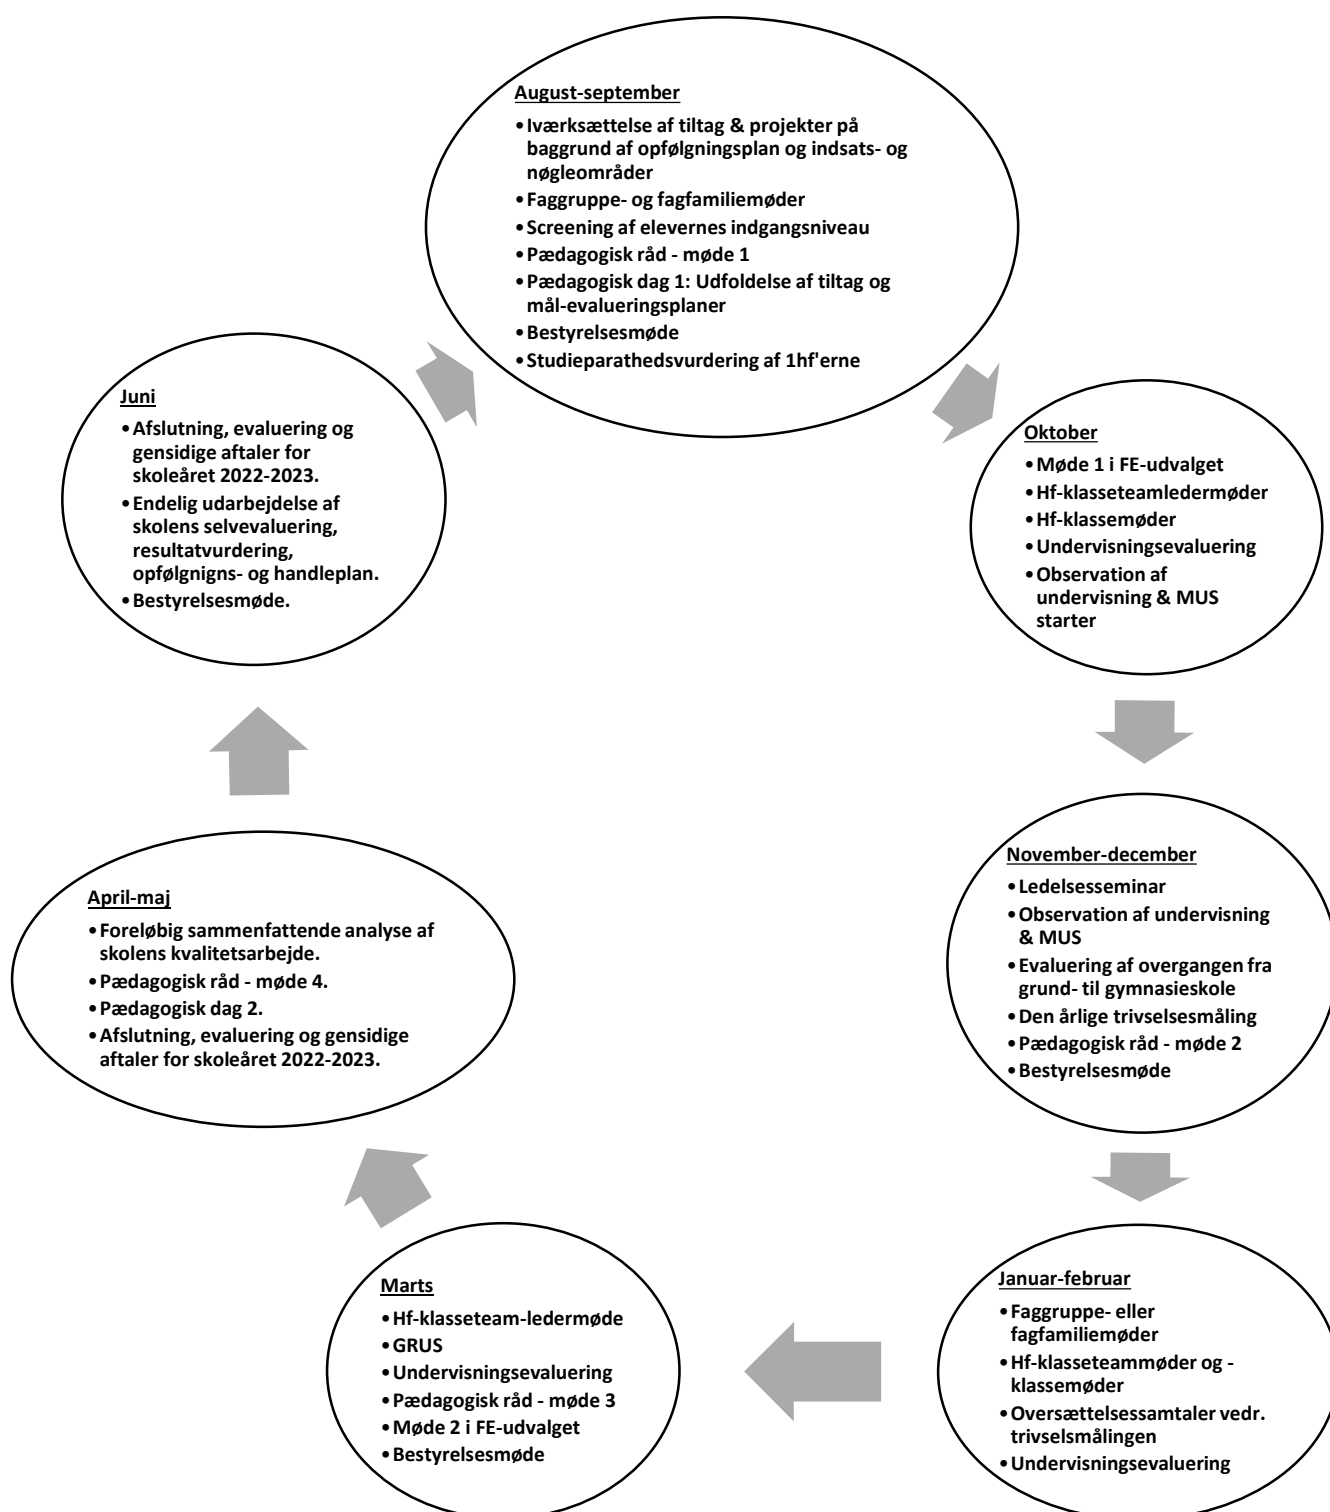 August-september
•Iværksættelse af tiltag & projekter på
baggrund af opfølgningsplan og indsats- og
nøgleområder
•Faggruppe- og fagfamiliemøder
•Screening af elevernes indgangsniveau
•Pædagogisk råd - møde 1
•Pædagogisk dag 1: Udfoldelse af tiltag og
mål-evalueringsplaner
•Bestyrelsesmøde
•Studieparathedsvurdering af 1hf'erne
Oktober
•Møde 1 i FE-udvalget
•Hf-klasseteamledermøder
•Hf-klassemøder
•Undervisningsevaluering
•Observation af
undervisning & MUS
starter
November-december
•Ledelsesseminar
•Observation af undervisning
& MUS
•Evaluering af overgangen fra
grund- til gymnasieskole
•Den årlige trivselsesmåling
•Pædagogisk råd - møde 2
•Bestyrelsesmøde
Januar-februar
•Faggruppe- eller
fagfamiliemøder
•Hf-klasseteammøder og -
klassemøder
•Oversættelsessamtaler vedr.
trivselsmålingen
•Undervisningsevaluering
Marts
•Hf-klasseteam-ledermøde
•GRUS
•Undervisningsevaluering
•Pædagogisk råd - møde 3
•Møde 2 i FE-udvalget
•Bestyrelsesmøde
April-maj
•Foreløbig sammenfattende analyse af
skolens kvalitetsarbejde.
•Pædagogisk råd - møde 4.
•Pædagogisk dag 2.
•Afslutning, evaluering og gensidige
aftaler for skoleåret 2022-2023.
Juni
•Afslutning, evaluering og
gensidige aftaler for
skoleåret 2022-2023.
•Endelig udarbejdelse af
skolens selvevaluering,
resultatvurdering,
opfølgnigns- og handleplan.
•Bestyrelsesmøde.